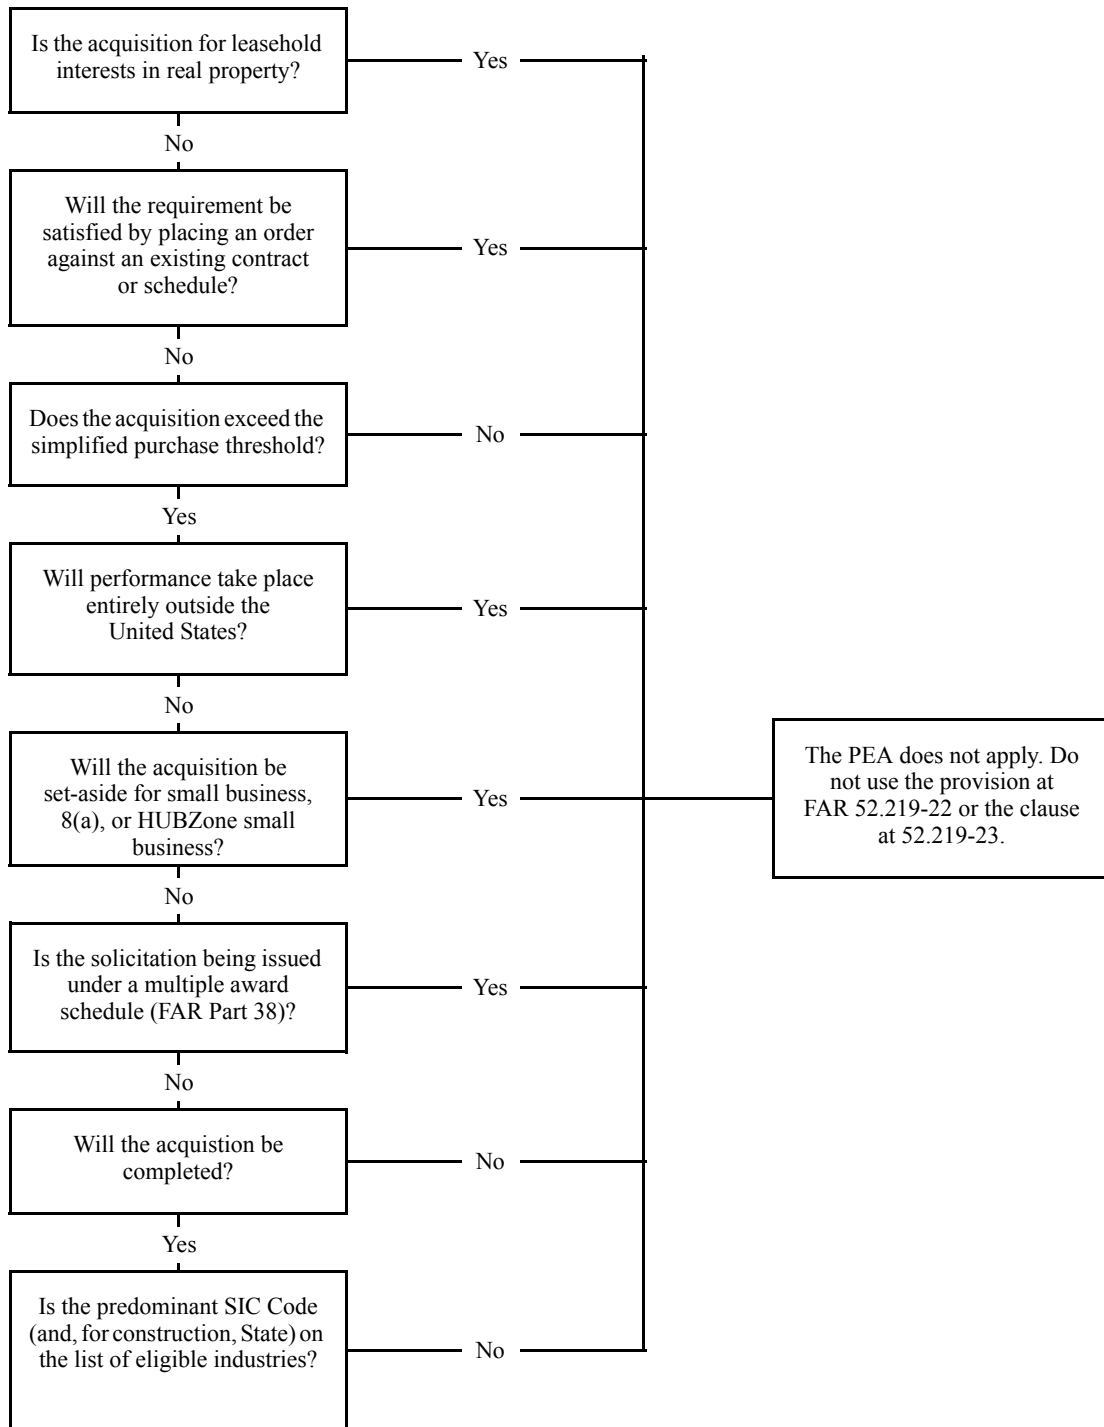 Is the acquisition for leasehold
interests in real property?
Yes
No
Will the requirement be
satisfied by placing an order
against an existing contract
or schedule?
Yes
No
Does the acquisition exceed the
simplified purchase threshold?
No
Yes
Will performance take place
entirely outside the
United States?
Yes
No
Will the acquisition be
set-aside for small business,
8(a), or HUBZone small
business?
Yes
The PEA does not apply. Do
not use the provision at
FAR 52.219-22 or the clause
at 52.219-23.
No
Is the solicitation being issued
under a multiple award
schedule (FAR Part 38)?
Yes
No
Will the acquistion be
completed?
No
Yes
Is the predominant SIC Code
(and, for construction, State) on
the list of eligible industries?
No